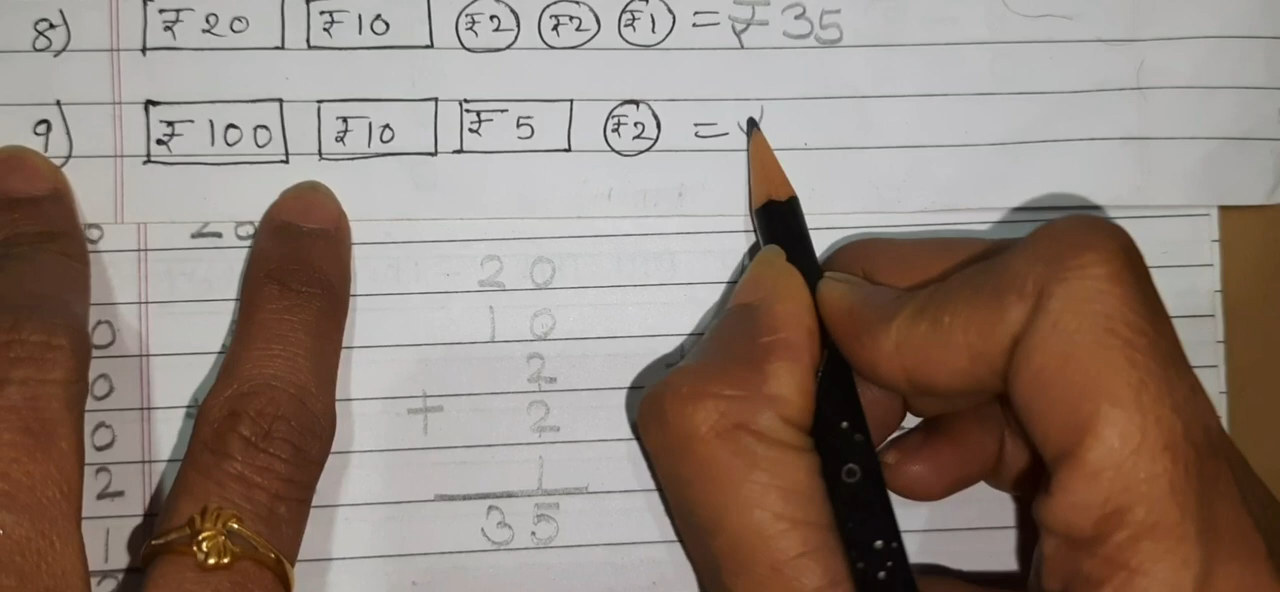 8) ₹20 ₹10 ₹2 ₹2 ₹1 = ₹35
9) ₹100 ₹10 ₹5 ₹2 =
20
0 10
0 2
0 + 2
2 1
1 35